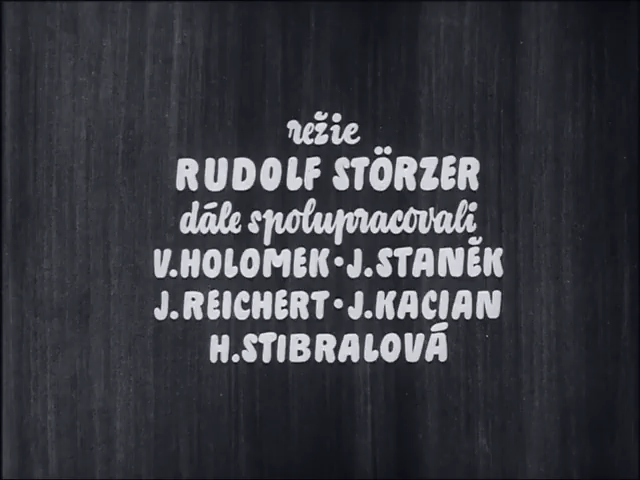 režie
RUDOLF STÖRZER
dále spolupracovali
V.HOLOMEK•J.STANĚK
J.REICHERT•J.KACIAN
H.STIBRALOVÁ